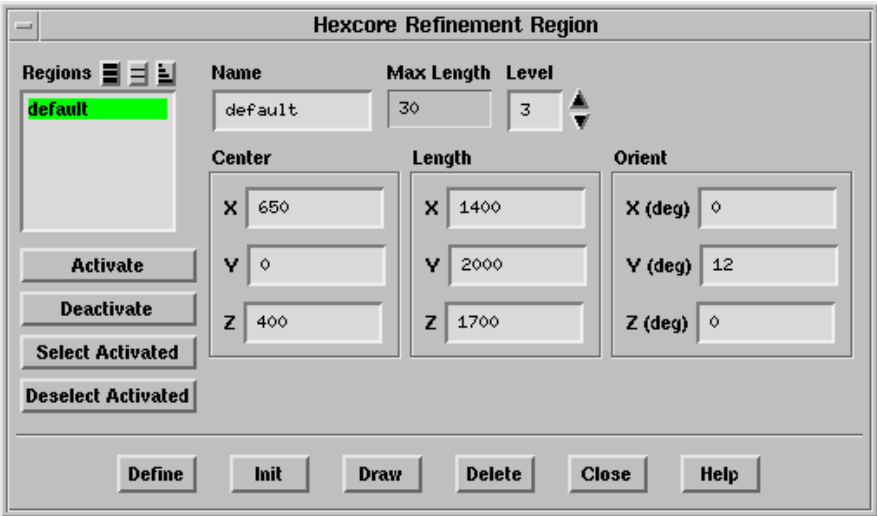 Hexcore Refinement Region
Regions
default
Activate
Deactivate
Select Activated
Deselect Activated
Name Max Length Level
default 30 3
Center Length Orient
X 650 X 1400 X (deg) 0
Y 0 Y 2000 Y (deg) 12
Z 400 Z 1700 Z (deg) 0
Define Init Draw Delete Close Help